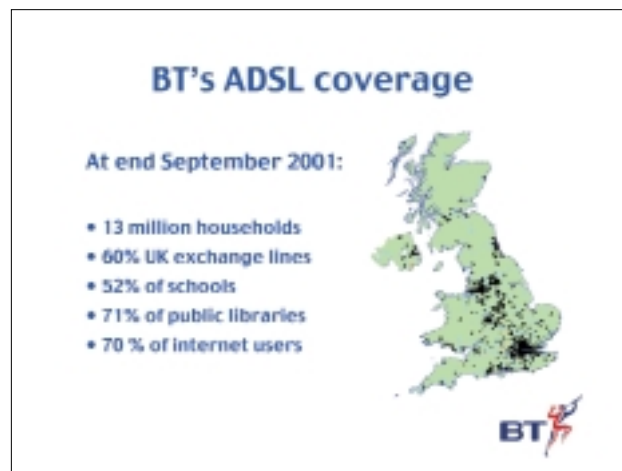 BT's ADSL coverage
At end September 2001:
• 13 million households
• 60% UK exchange lines
• 52% of schools
• 71% of public libraries
• 70 % of internet users
BT